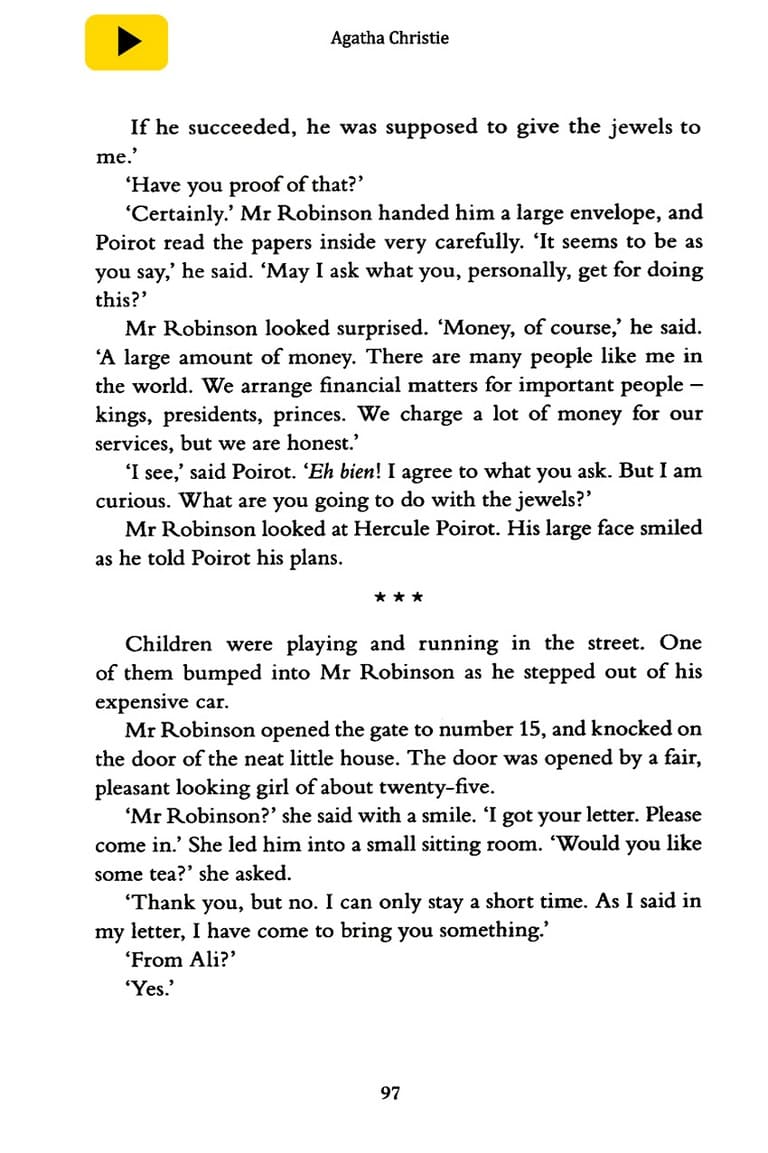 Agatha Christie
If he succeeded, he was supposed to give the jewels to
me.’
‘Have you proof of that?’
‘Certainly.’ Mr Robinson handed him a large envelope, and
Poirot read the papers inside very carefully. ‘It seems to be as
you say,’ he said. ‘May I ask what you, personally, get for doing
this?’
Mr Robinson looked surprised. ‘Money, of course,’ he said.
‘A large amount of money. There are many people like me in
the world. We arrange financial matters for important people –
kings, presidents, princes. We charge a lot of money for our
services, but we are honest.’
‘I see,’ said Poirot. ‘Eh bien! I agree to what you ask. But I am
curious. What are you going to do with the jewels?’
Mr Robinson looked at Hercule Poirot. His large face smiled
as he told Poirot his plans.
★ ★ ★
Children were playing and running in the street. One
of them bumped into Mr Robinson as he stepped out of his
expensive car.
Mr Robinson opened the gate to number 15, and knocked on
the door of the neat little house. The door was opened by a fair,
pleasant looking girl of about twenty-five.
‘Mr Robinson?’ she said with a smile. ‘I got your letter. Please
come in.’ She led him into a small sitting room. ‘Would you like
some tea?’ she asked.
‘Thank you, but no. I can only stay a short time. As I said in
my letter, I have come to bring you something.’
‘From Ali?’
‘Yes.’
97